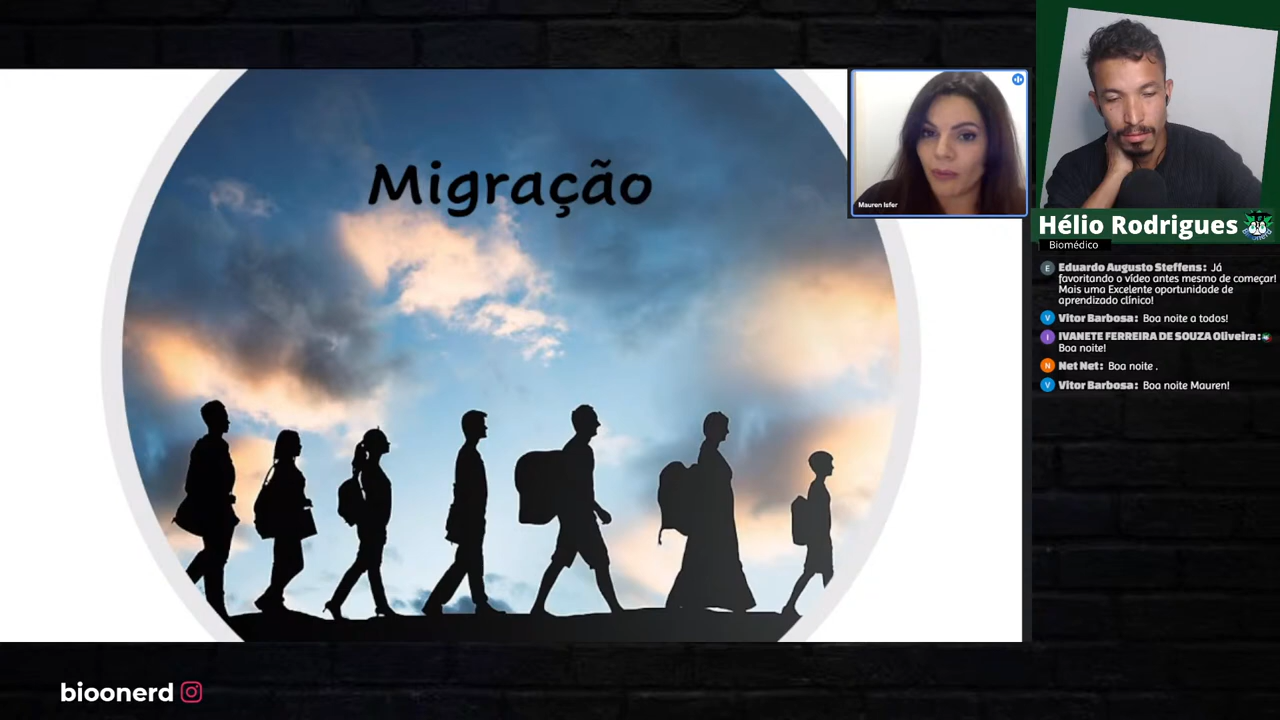 Migração
Mauren Isfer
Hélio Rodrigues
Biomédico
E Eduardo Augusto Steffens: Já
favoritando o vídeo antes mesmo de começar!
Mais uma Excelente oportunidade de
aprendizado clínico!
V Vitor Barbosa: Boa noite a todos!
I IVANETE FERREIRA DE SOUZA Oliveira:
Boa noite!
N Net Net: Boa noite .
V Vitor Barbosa: Boa noite Mauren!
bioonerd